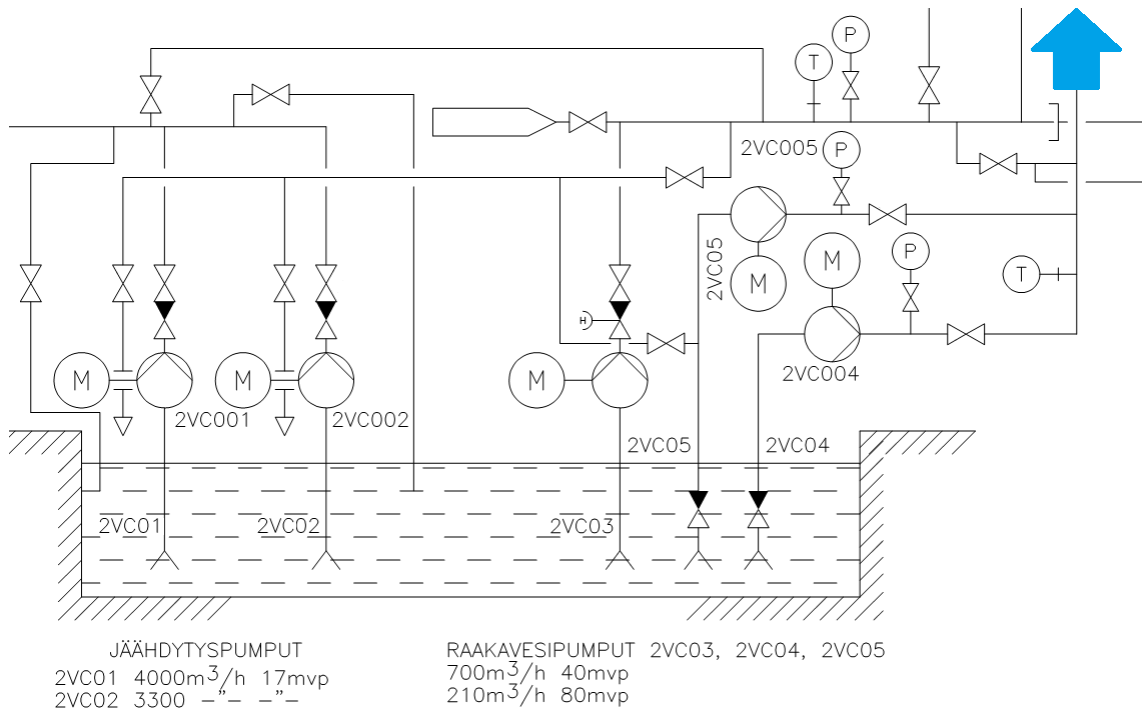 P
T
2VC005
P
2VC05
M
M
P
T
H
M
M
M
2VC004
2VC001
2VC002
2VC05
2VC04
2VC01
2VC02
2VC03
JÄÄHDYTYSPUMPUT
2VC01 4000m³/h 17mvp
2VC02 3300 -"- -"-
RAAKAVESIPUMPUT 2VC03, 2VC04, 2VC05
700m³/h 40mvp
210m³/h 80mvp